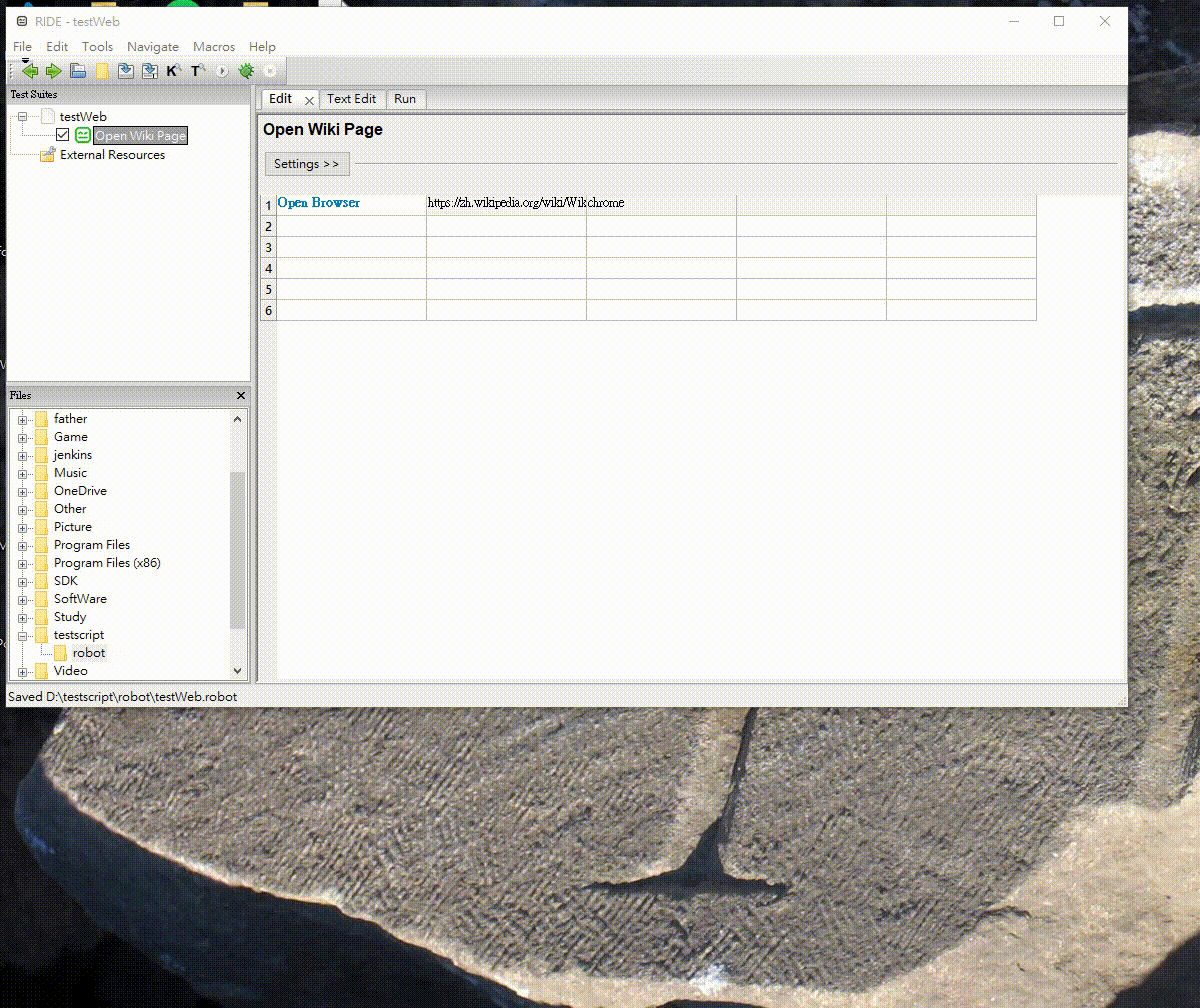 RIDE - testWeb
File Edit Tools Navigate Macros Help
K T
Test Suites
testWeb
Open Wiki Page
External Resources
Files
father
Game
jenkins
Music
OneDrive
Other
Picture
Program Files
Program Files (x86)
SDK
SoftWare
Study
testscript
robot
Video
Edit Text Edit Run
Open Wiki Page
Settings >>
1 Open Browser https://zh.wikipedia.org/wiki/Wik chrome
2
3
4
5
6
Saved D:\testscript\robot\testWeb.robot